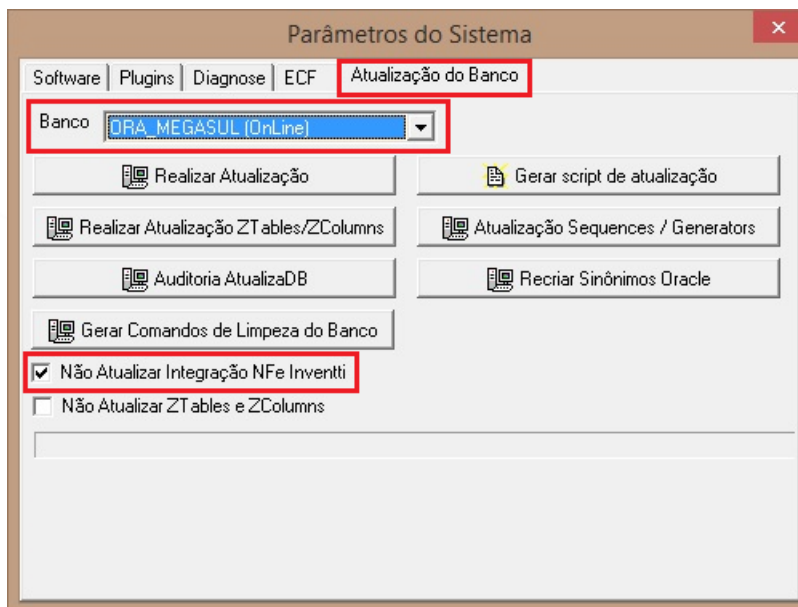 Parâmetros do Sistema
Software Plugins Diagnose ECF Atualização do Banco
Banco ORA_MEGASUL (OnLine)
Realizar Atualização Gerar script de atualização
Realizar Atualização ZTables/ZColumns Atualização Sequences / Generators
Auditoria AtualizaDB Recriar Sinônimos Oracle
Gerar Comandos de Limpeza do Banco
Não Atualizar Integração NFe Inventti
Não Atualizar ZTables e ZColumns